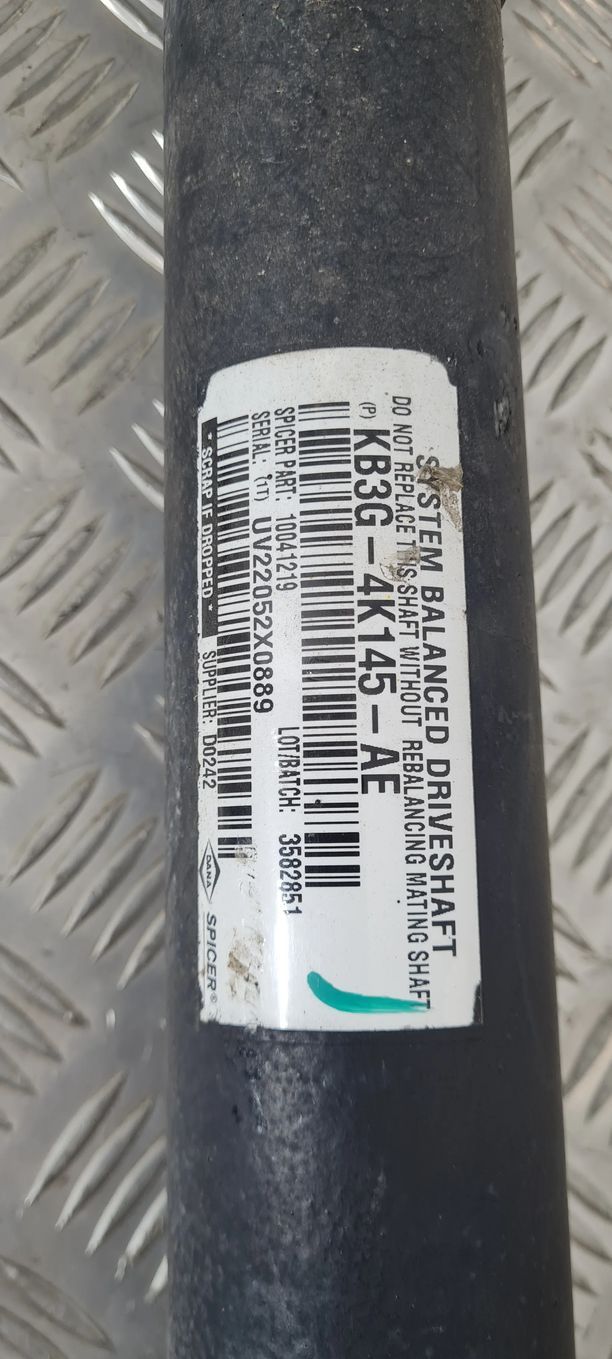 SYSTEM BALANCED DRIVESHAFT
DO NOT REPLACE THIS SHAFT WITHOUT REBALANCING MATING SHAFT
(P) KB3G-4K145-AE
SPICER PART: 10041219 LOT/BATCH: 3582851
SERIAL: (1T) UV22052X0889
* SCRAP IF DROPPED * SUPPLIER: D0242 DANA SPICER®